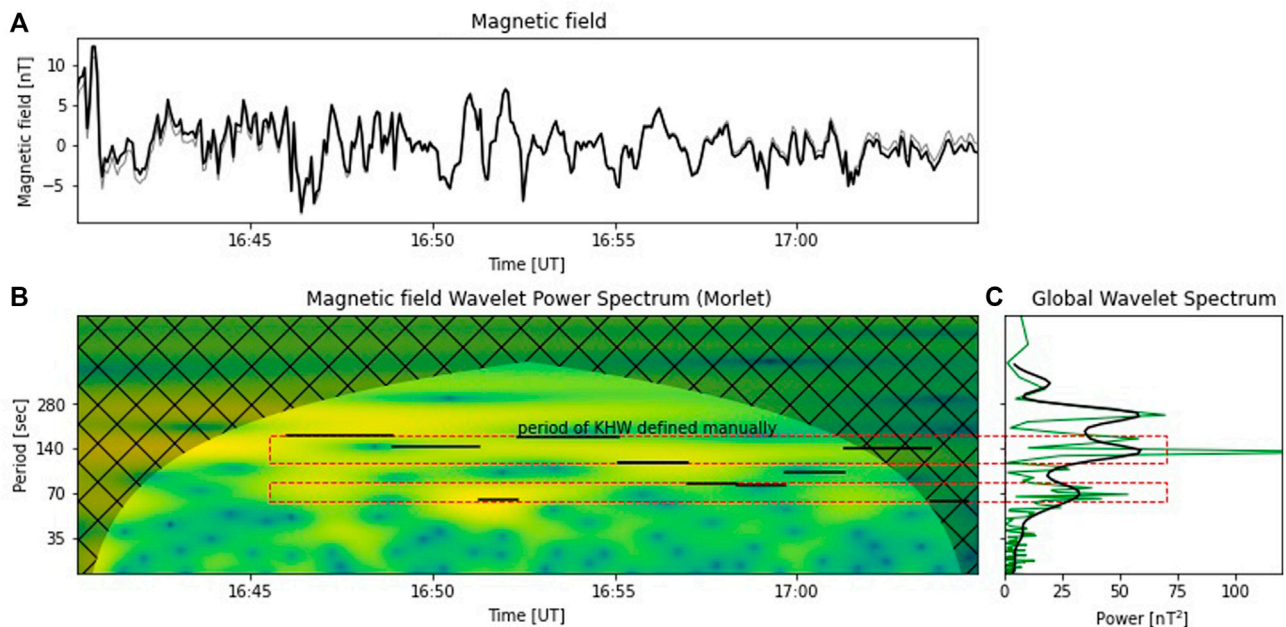 A
Magnetic field
Magnetic field [nT]
10
5
0
−5
16:45 16:50 16:55 17:00
Time [UT]
B
Magnetic field Wavelet Power Spectrum (Morlet)
C
Global Wavelet Spectrum
Period [sec]
280
140
70
35
period of KHW defined manually
16:45 16:50 16:55 17:00
Time [UT]
0 25 50 75 100
Power [nT²]